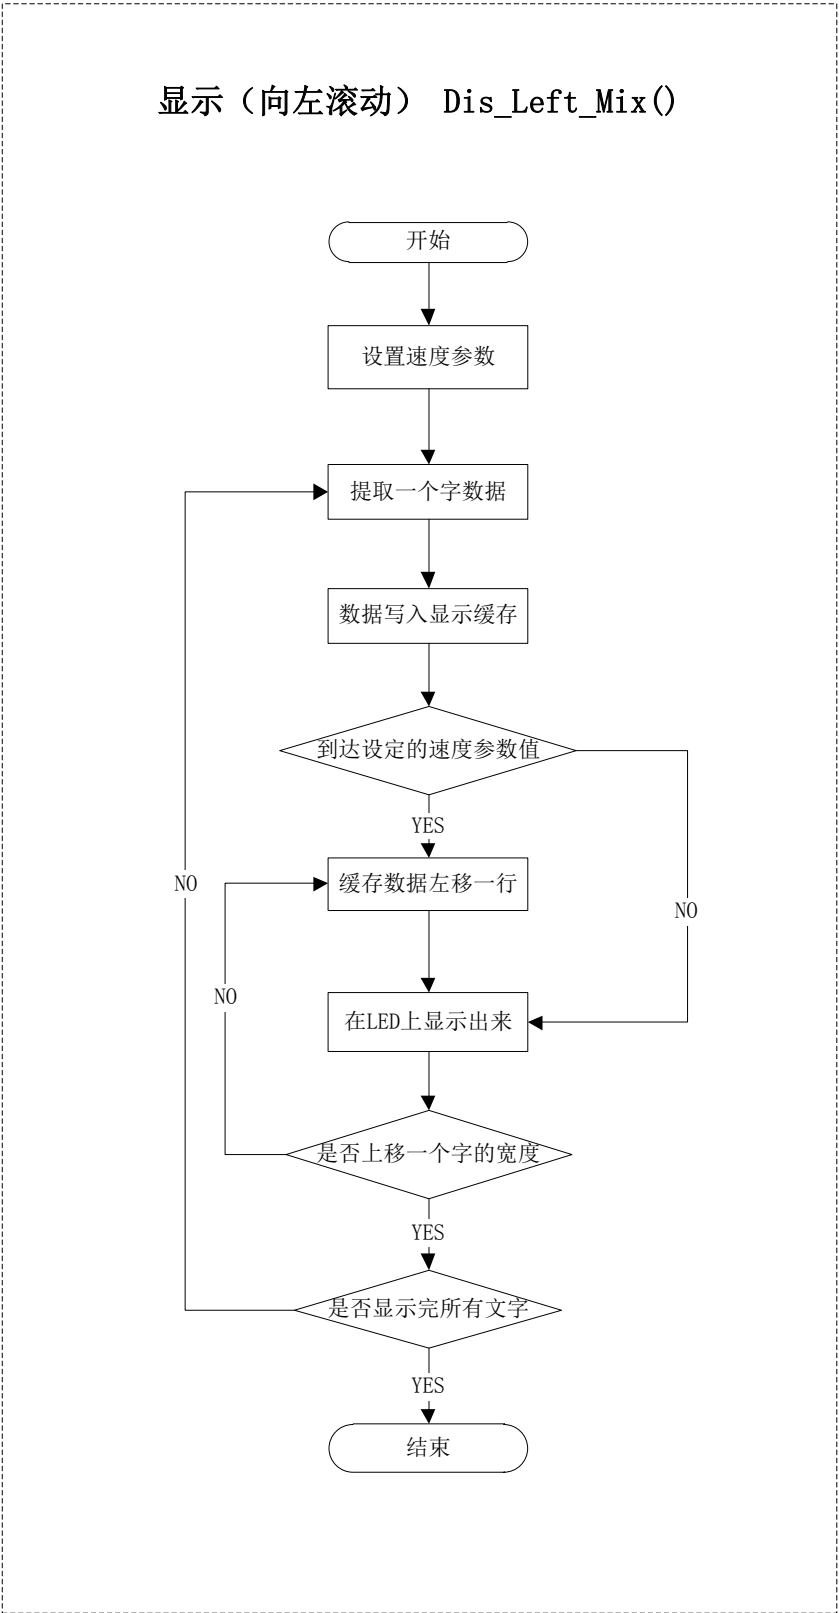 显示（向左滚动） Dis_Left_Mix()
开始
设置速度参数
提取一个字数据
数据写入显示缓存
到达设定的速度参数值
YES
缓存数据左移一行
NO
NO
NO
在LED上显示出来
是否上移一个字的宽度
YES
是否显示完所有文字
YES
结束